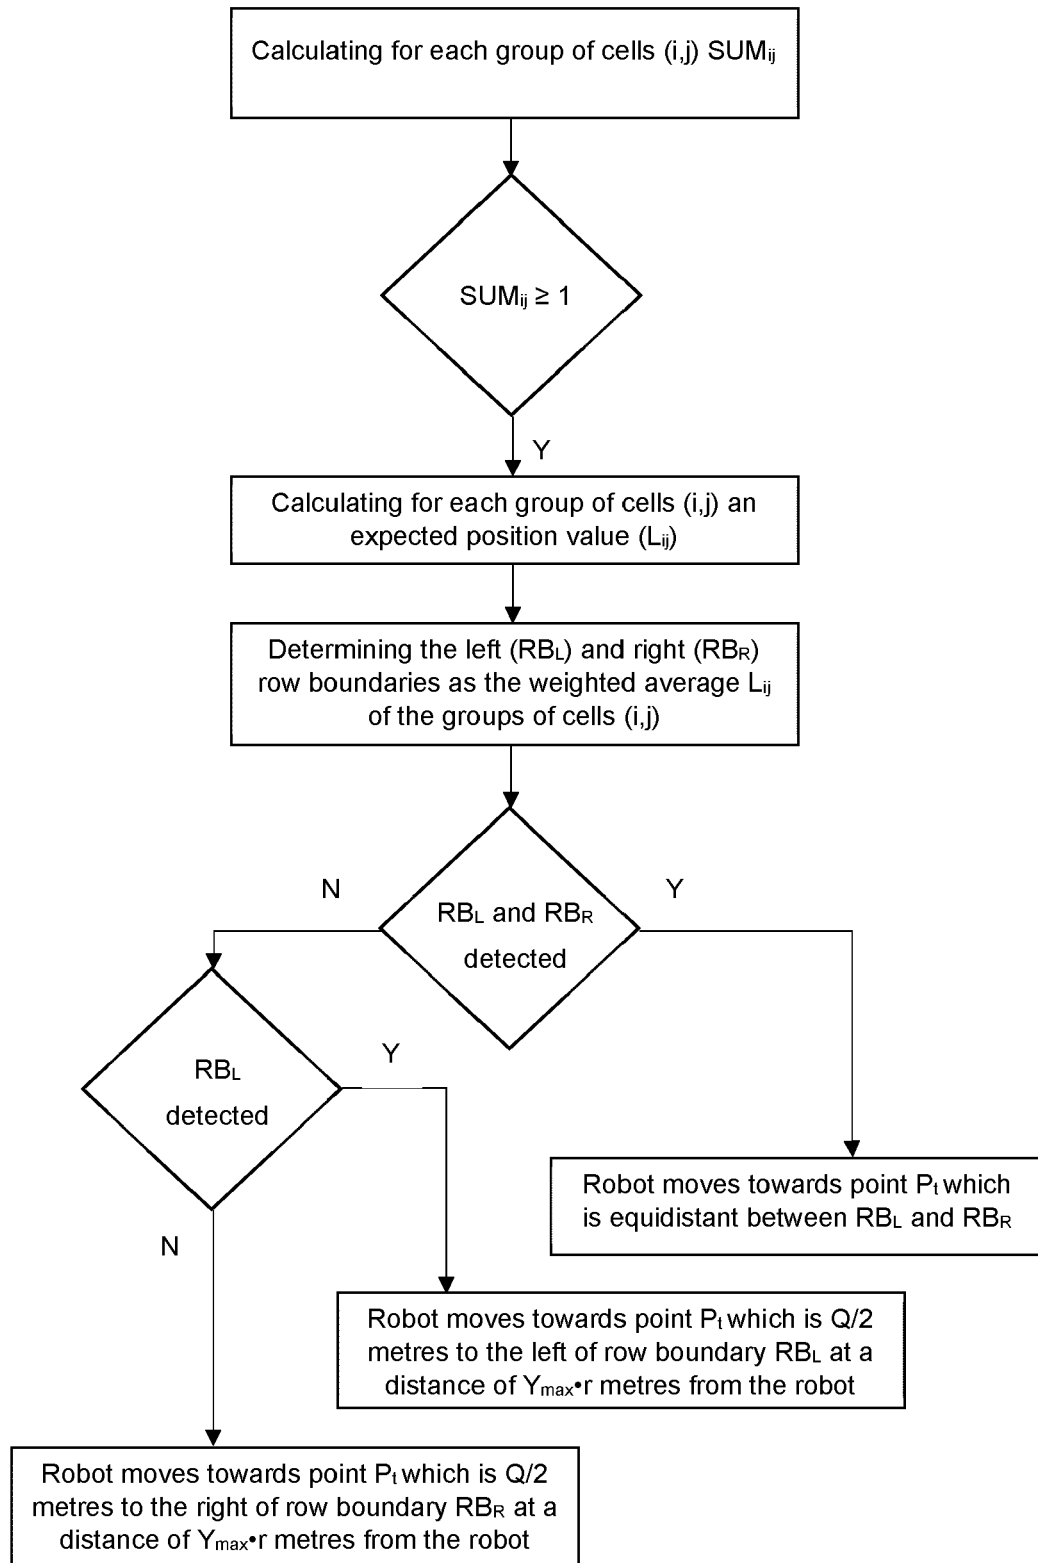 Calculating for each group of cells (i,j) SUMij
SUMij ≥ 1
Y
Calculating for each group of cells (i,j) an
expected position value (Lij)
Determining the left (RBL) and right (RBR)
row boundaries as the weighted average Lij
of the groups of cells (i,j)
N
Y
RBL and RBR
detected
Y
RBL
detected
Robot moves towards point Pt which
is equidistant between RBL and RBR
N
Robot moves towards point Pt which is Q/2
metres to the left of row boundary RBL at a
distance of Ymax•r metres from the robot
Robot moves towards point Pt which is Q/2
metres to the right of row boundary RBR at a
distance of Ymax•r metres from the robot